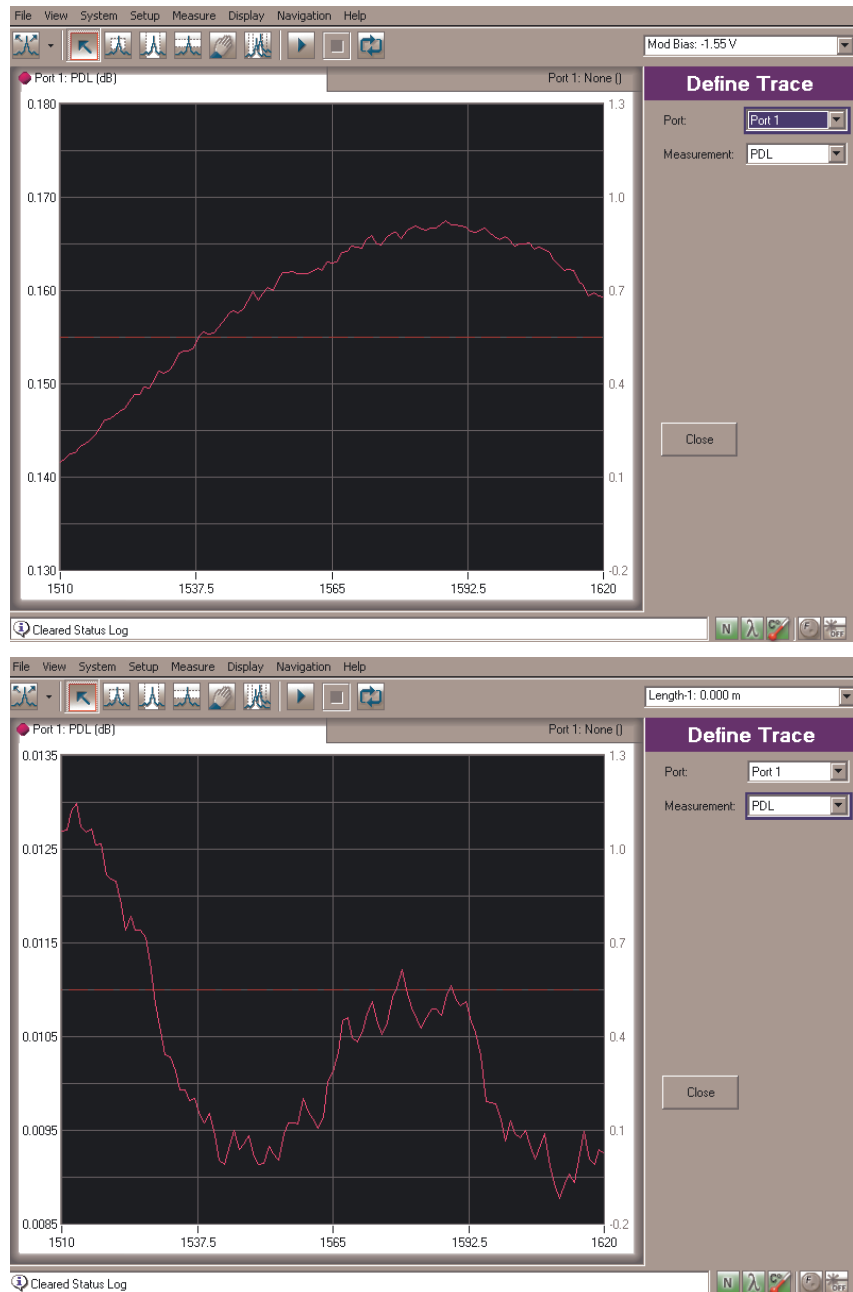 File View System Setup Measure Display Navigation Help
Mod Bias: -1.55 V
Port 1: PDL (dB)
Port 1: None ()
Define Trace
Port: Port 1
Measurement: PDL
Close
0.180
0.170
0.160
0.150
0.140
0.130
1.3
1.0
0.7
0.4
0.1
-0.2
1510 1537.5 1565 1592.5 1620
Cleared Status Log
N λ OFF
File View System Setup Measure Display Navigation Help
Length-1: 0.000 m
Port 1: PDL (dB)
Port 1: None ()
Define Trace
Port: Port 1
Measurement: PDL
Close
0.0135
0.0125
0.0115
0.0105
0.0095
0.0085
1.3
1.0
0.7
0.4
0.1
-0.2
1510 1537.5 1565 1592.5 1620
Cleared Status Log
N λ OFF